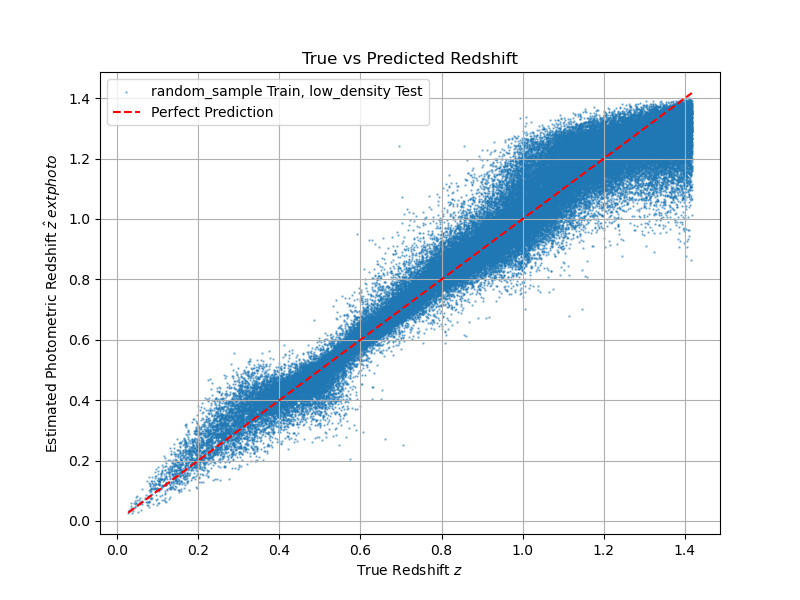 True vs Predicted Redshift
random_sample Train, low_density Test
Perfect Prediction
Estimated Photometric Redshift ẑ extphoto
1.4
1.2
1.0
0.8
0.6
0.4
0.2
0.0
0.0 0.2 0.4 0.6 0.8 1.0 1.2 1.4
True Redshift z